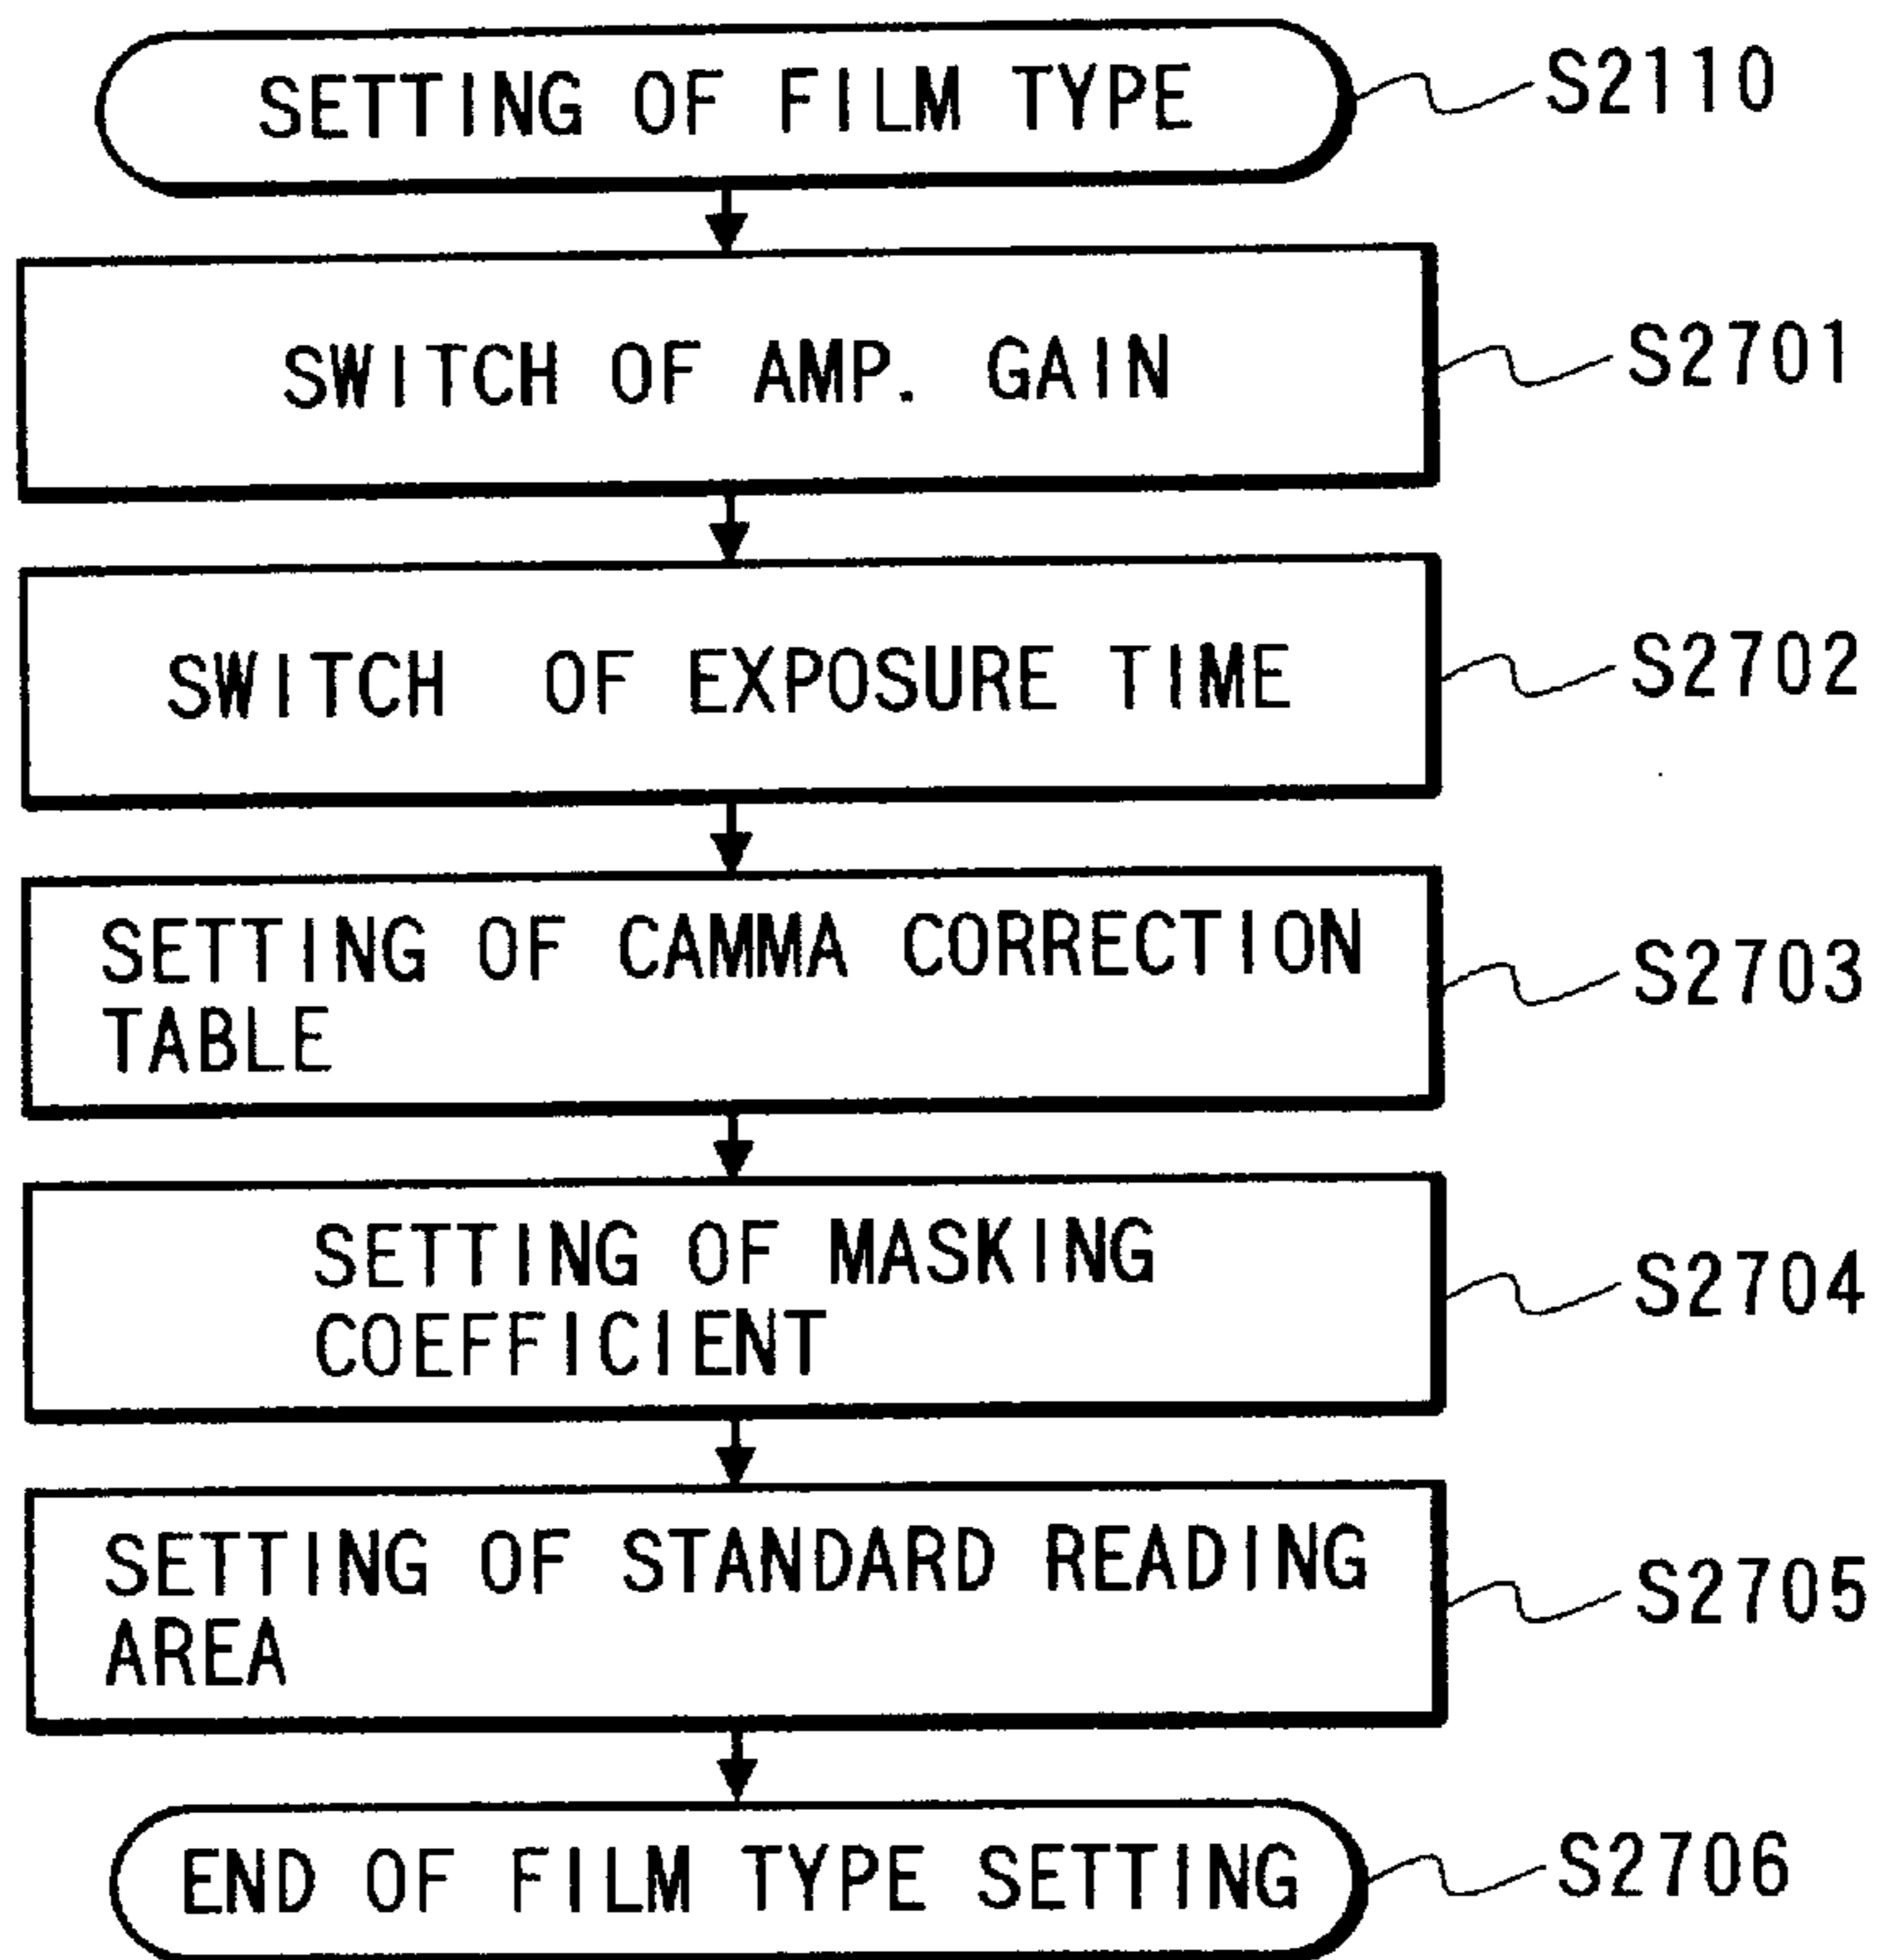 SETTING OF FILM TYPE S2110
SWITCH OF AMP. GAIN S2701
SWITCH OF EXPOSURE TIME S2702
SETTING OF CAMMA CORRECTION
TABLE
S2703
SETTING OF MASKING
COEFFICIENT
S2704
SETTING OF STANDARD READING
AREA
S2705
END OF FILM TYPE SETTING S2706